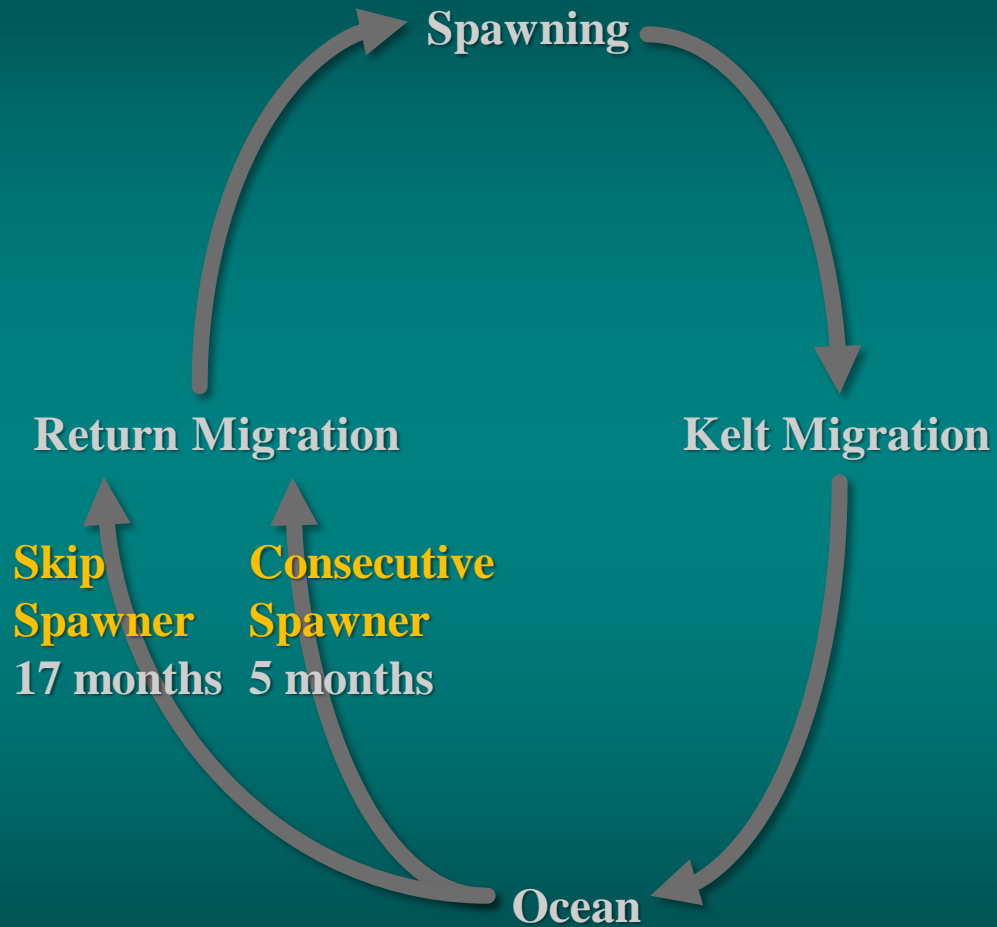 Spawning
Return Migration
Kelt Migration
Skip
Spawner
17 months
Consecutive
Spawner
5 months
Ocean